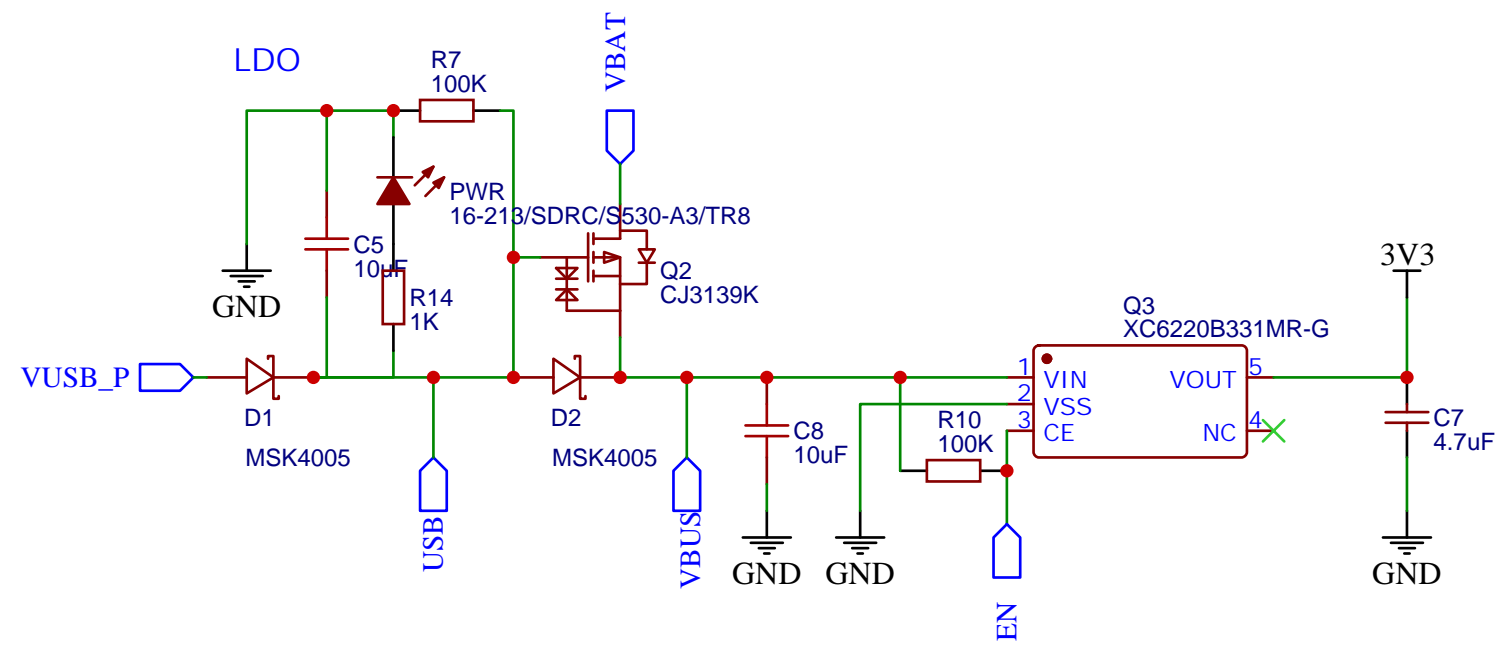 LDO
R7
100K
VBAT
PWR
16-213/SDRC/S530-A3/TR8
C5
10uF
Q2
CJ3139K
GND
R14
1K
3V3
Q3
XC6220B331MR-G
VUSB_P
D1
MSK4005
D2
MSK4005
USB
VBUS
C8
10uF
GND
GND
R10
100K
EN
1
VIN
2
VSS
3
CE
VOUT
5
NC
4
C7
4.7uF
GND